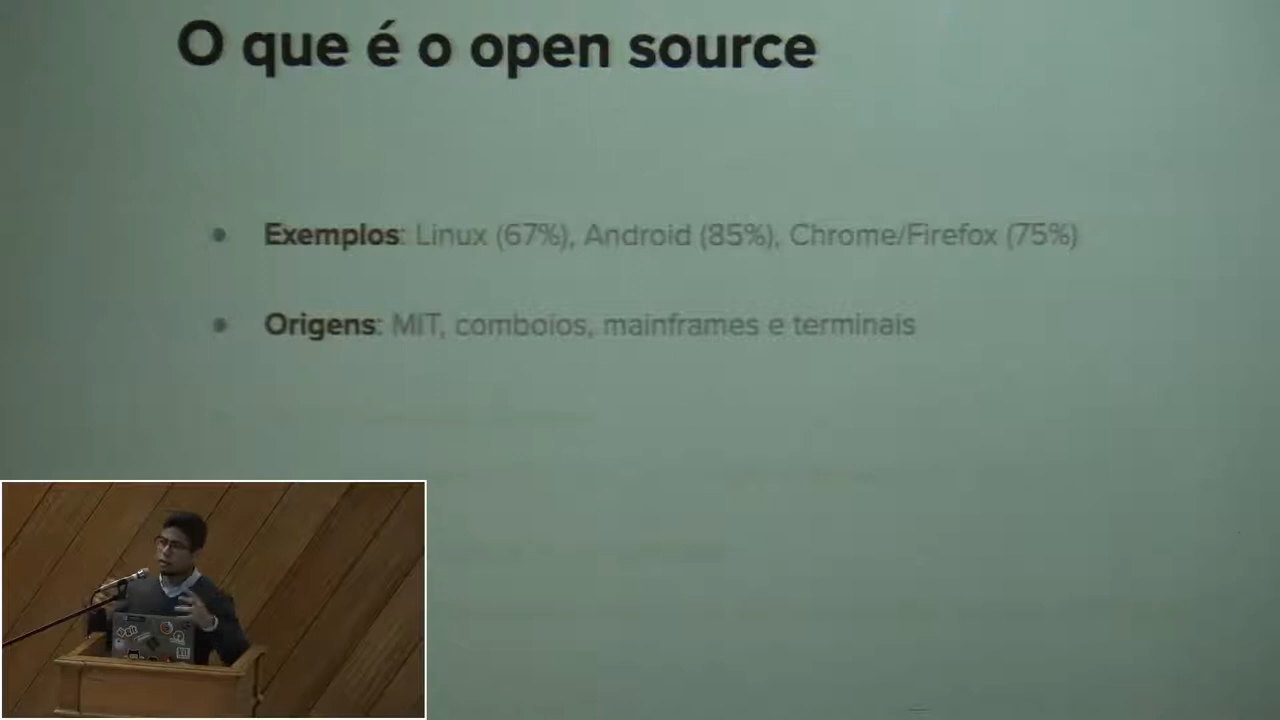 O que é o open source
Exemplos: Linux (67%), Android (85%), Chrome/Firefox (75%)
Origens: MIT, comboios, mainframes e terminais